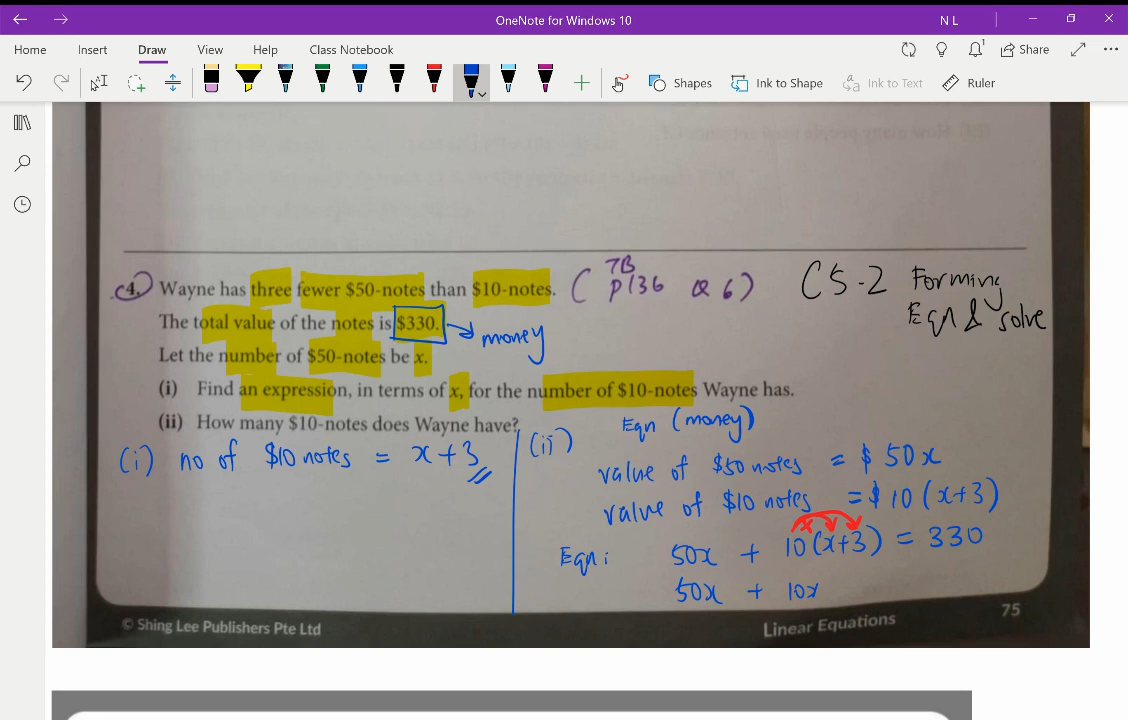 OneNote for Windows 10
N L
Home Insert Draw View Help Class Notebook
1 Share
Shapes Ink to Shape Ink to Text Ruler
4. Wayne has three fewer $50-notes than $10-notes.
(7B P136 Q6)
C5-2 Forming Eqn & solve
The total value of the notes is $330. → money
Let the number of $50-notes be x.
(i) Find an expression, in terms of x, for the number of $10-notes Wayne has.
(ii) How many $10-notes does Wayne have?
(i) no of $10 notes = x+3
(ii) Eqn (money)
value of $50 notes = $ 50x
value of $10 notes = $ 10 (x+3)
Eqn: 50x + 10(x+3) = 330
50x + 10x
75
© Shing Lee Publishers Pte Ltd
Linear Equations